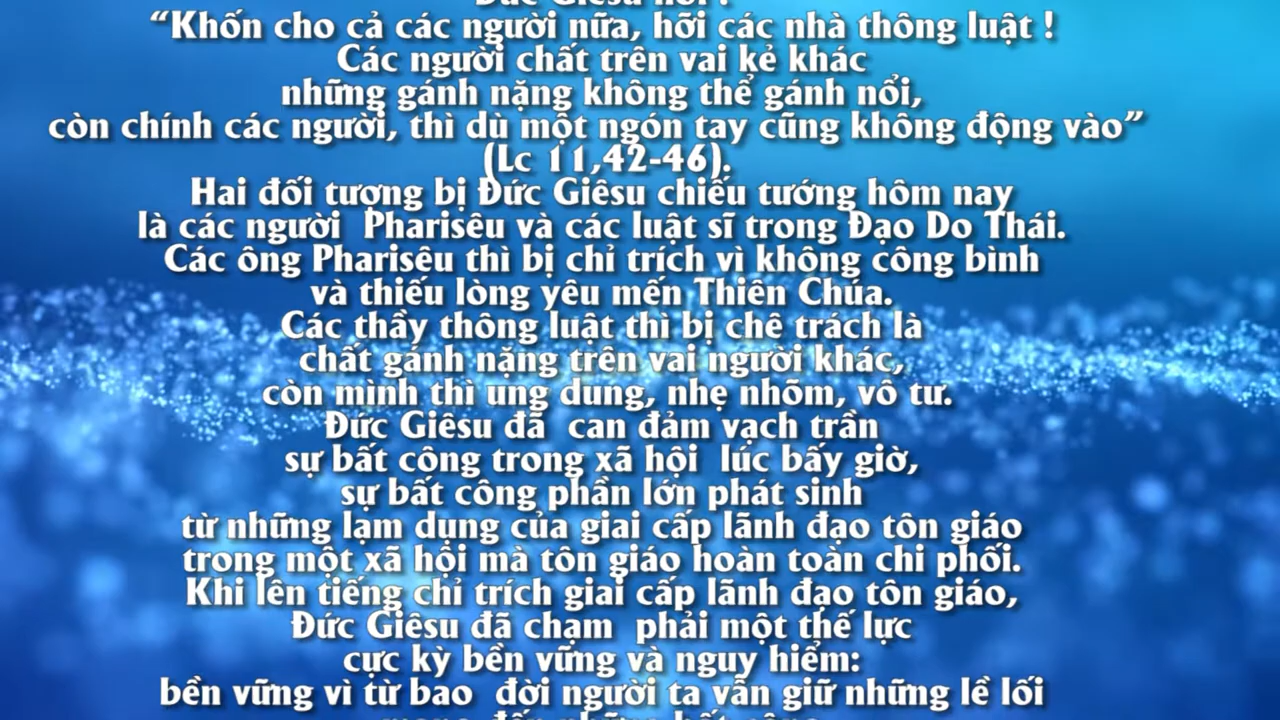 “Khốn cho cả các người nữa, hỡi các nhà thông luật !
Các người chất trên vai kẻ khác
những gánh nặng không thể gánh nổi,
còn chính các người, thì dù một ngón tay cũng không động vào”
(Lc 11,42-46).
Hai đối tượng bị Đức Giêsu chiếu tướng hôm nay
là các người Pharisêu và các luật sĩ trong Đạo Do Thái.
Các ông Pharisêu thì bị chỉ trích vì không công bình
và thiếu lòng yêu mến Thiên Chúa.
Các thầy thông luật thì bị chê trách là
chất gánh nặng trên vai người khác,
còn mình thì ung dung, nhẹ nhõm, vô tư.
Đức Giêsu đã can đảm vạch trần
sự bất công trong xã hội lúc bấy giờ,
sự bất công phần lớn phát sinh
từ những lạm dụng của giai cấp lãnh đạo tôn giáo
trong một xã hội mà tôn giáo hoàn toàn chi phối.
Khi lên tiếng chỉ trích giai cấp lãnh đạo tôn giáo,
Đức Giêsu đã chạm phải một thế lực
cực kỳ bền vững và nguy hiểm:
bền vững vì từ bao đời người ta vẫn giữ những lề lối